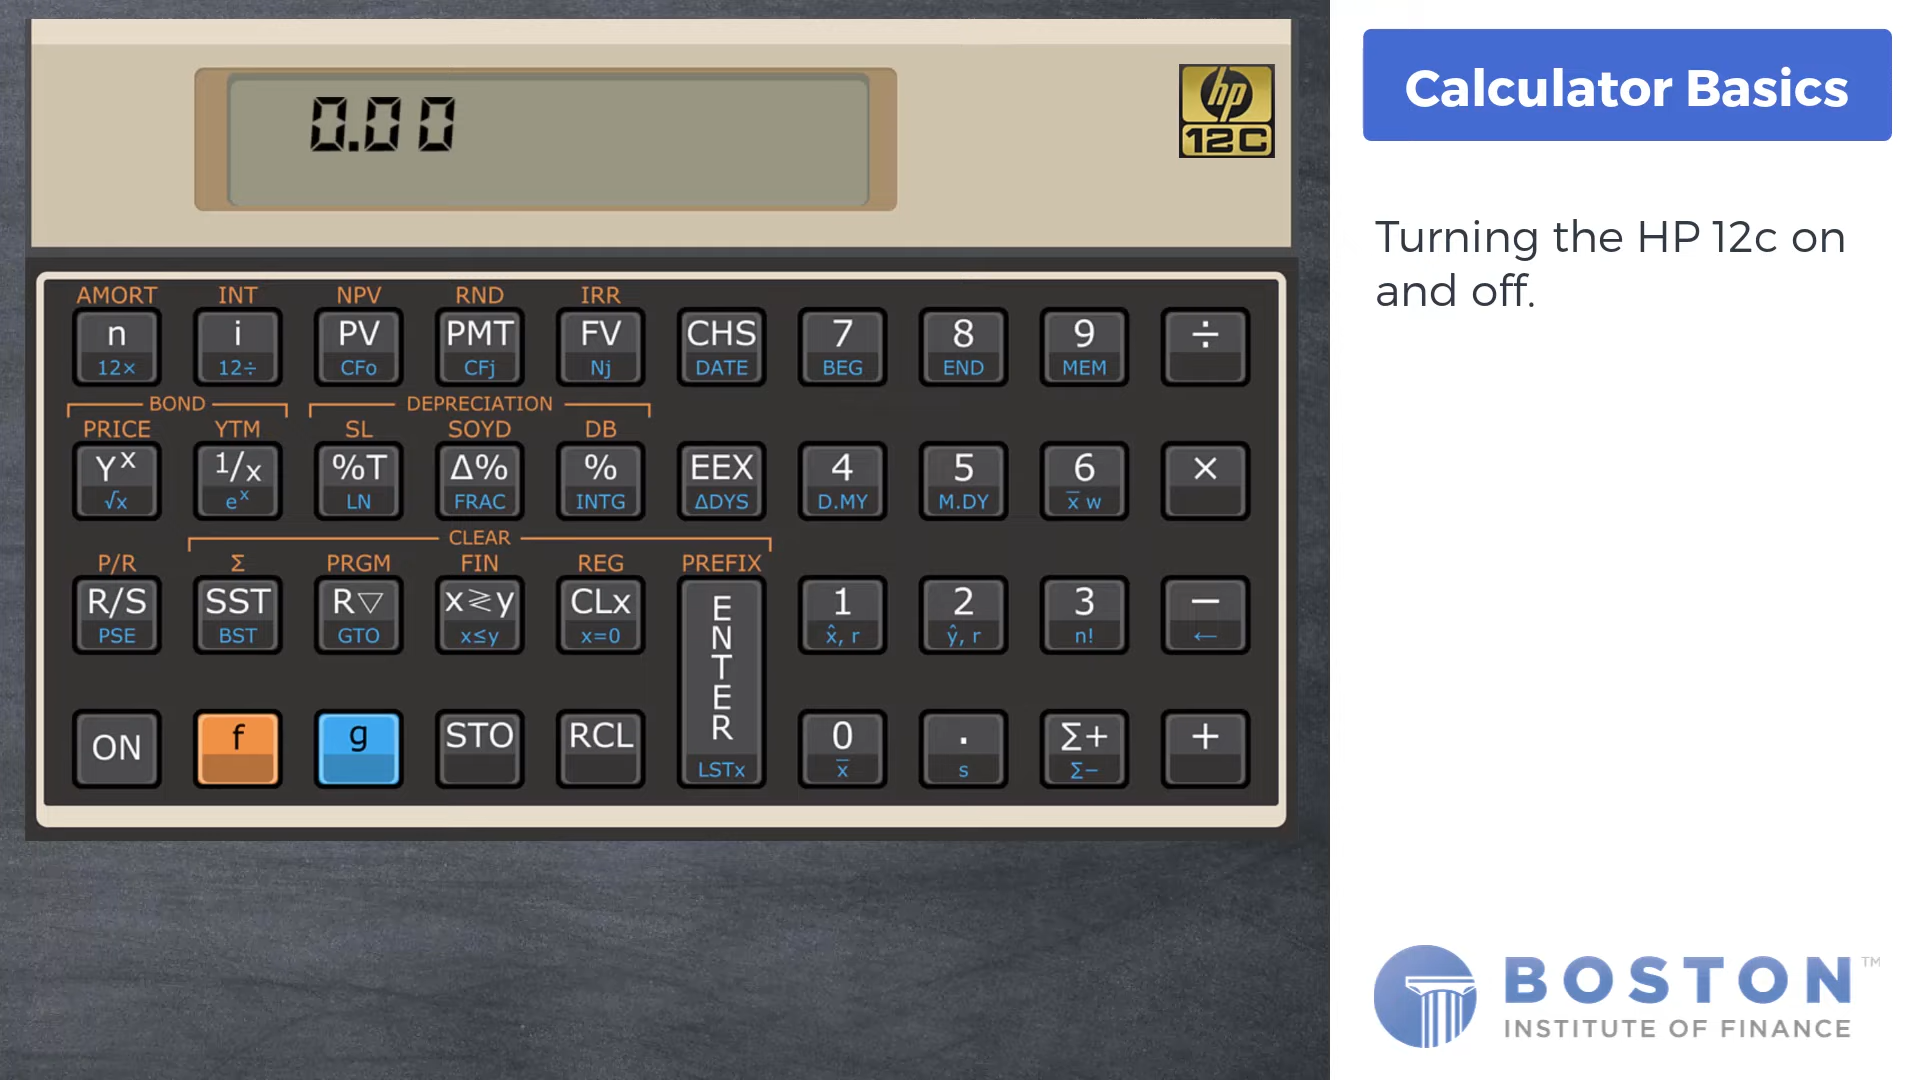 0.00
hp
12C
Calculator Basics
Turning the HP 12c on
and off.
AMORT INT NPV RND IRR
n i PV PMT FV CHS 7 8 9 ÷
12× 12÷ CFo CFj Nj DATE BEG END MEM
BOND DEPRECIATION
PRICE YTM SL SOYD DB
Yˣ 1/x %T Δ% % EEX 4 5 6 ×
√x eˣ LN FRAC INTG ΔDYS D.MY M.DY x̅ w
CLEAR
P/R Σ PRGM FIN REG PREFIX
R/S SST R▽ x≷y CLx ENTER 1 2 3 −
PSE BST GTO x≤y x=0 x̂, r ŷ, r n! ←
ON f g STO RCL 0 . Σ+ +
LSTx x̅ s Σ−
BOSTON™
INSTITUTE OF FINANCE